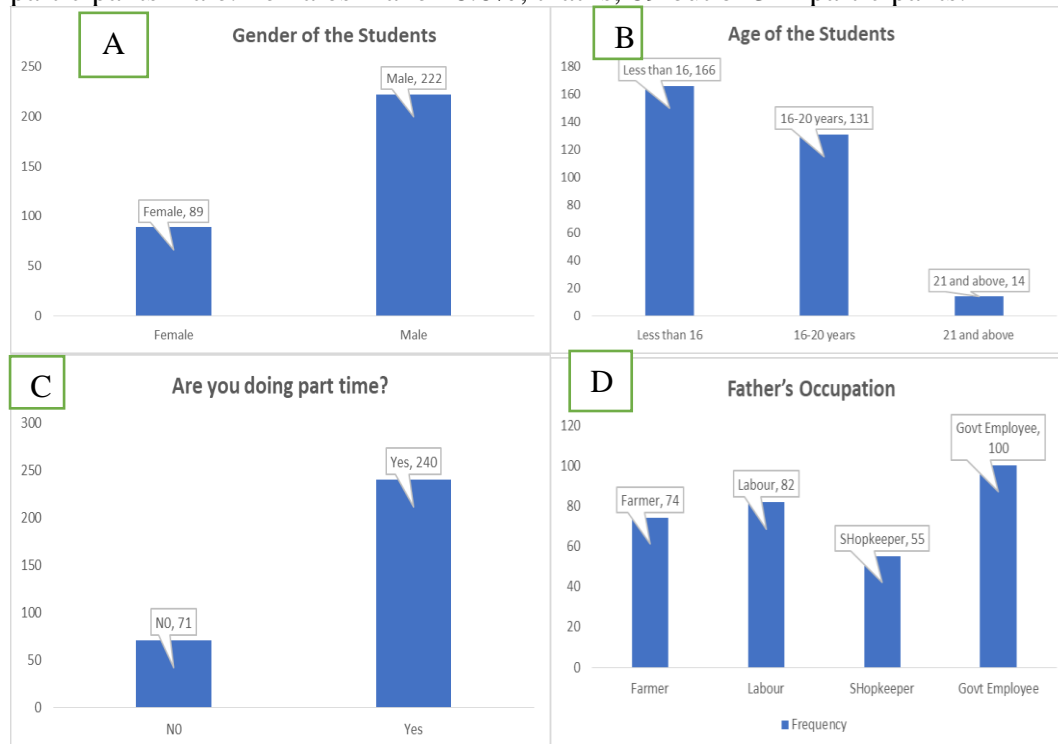 A
Gender of the Students
250
200
150
100
50
0
Female, 89
Male, 222
Female
Male
B
Age of the Students
180
160
140
120
100
80
60
40
20
0
Less than 16, 166
16-20 years, 131
21 and above, 14
Less than 16
16-20 years
21 and above
C
Are you doing part time?
300
250
200
150
100
50
0
N0, 71
Yes, 240
N0
Yes
D
Father's Occupation
120
100
80
60
40
20
0
Farmer, 74
Labour, 82
SHopkeeper, 55
Govt Employee,
100
Farmer
Labour
SHopkeeper
Govt Employee
Frequency